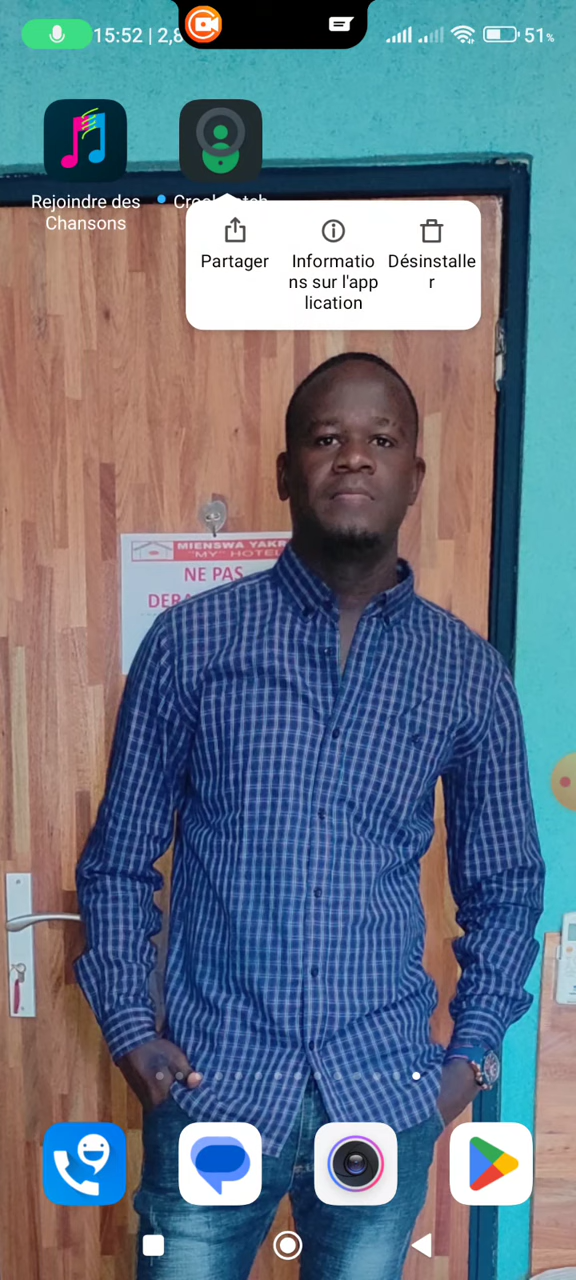 15:52 | 2,8
51%
Rejoindre des
Chansons
Partager
Informatio
ns sur l'app
lication
Désinstalle
r
MIENSWA YAKR
"MY" HOTEL
NE PAS